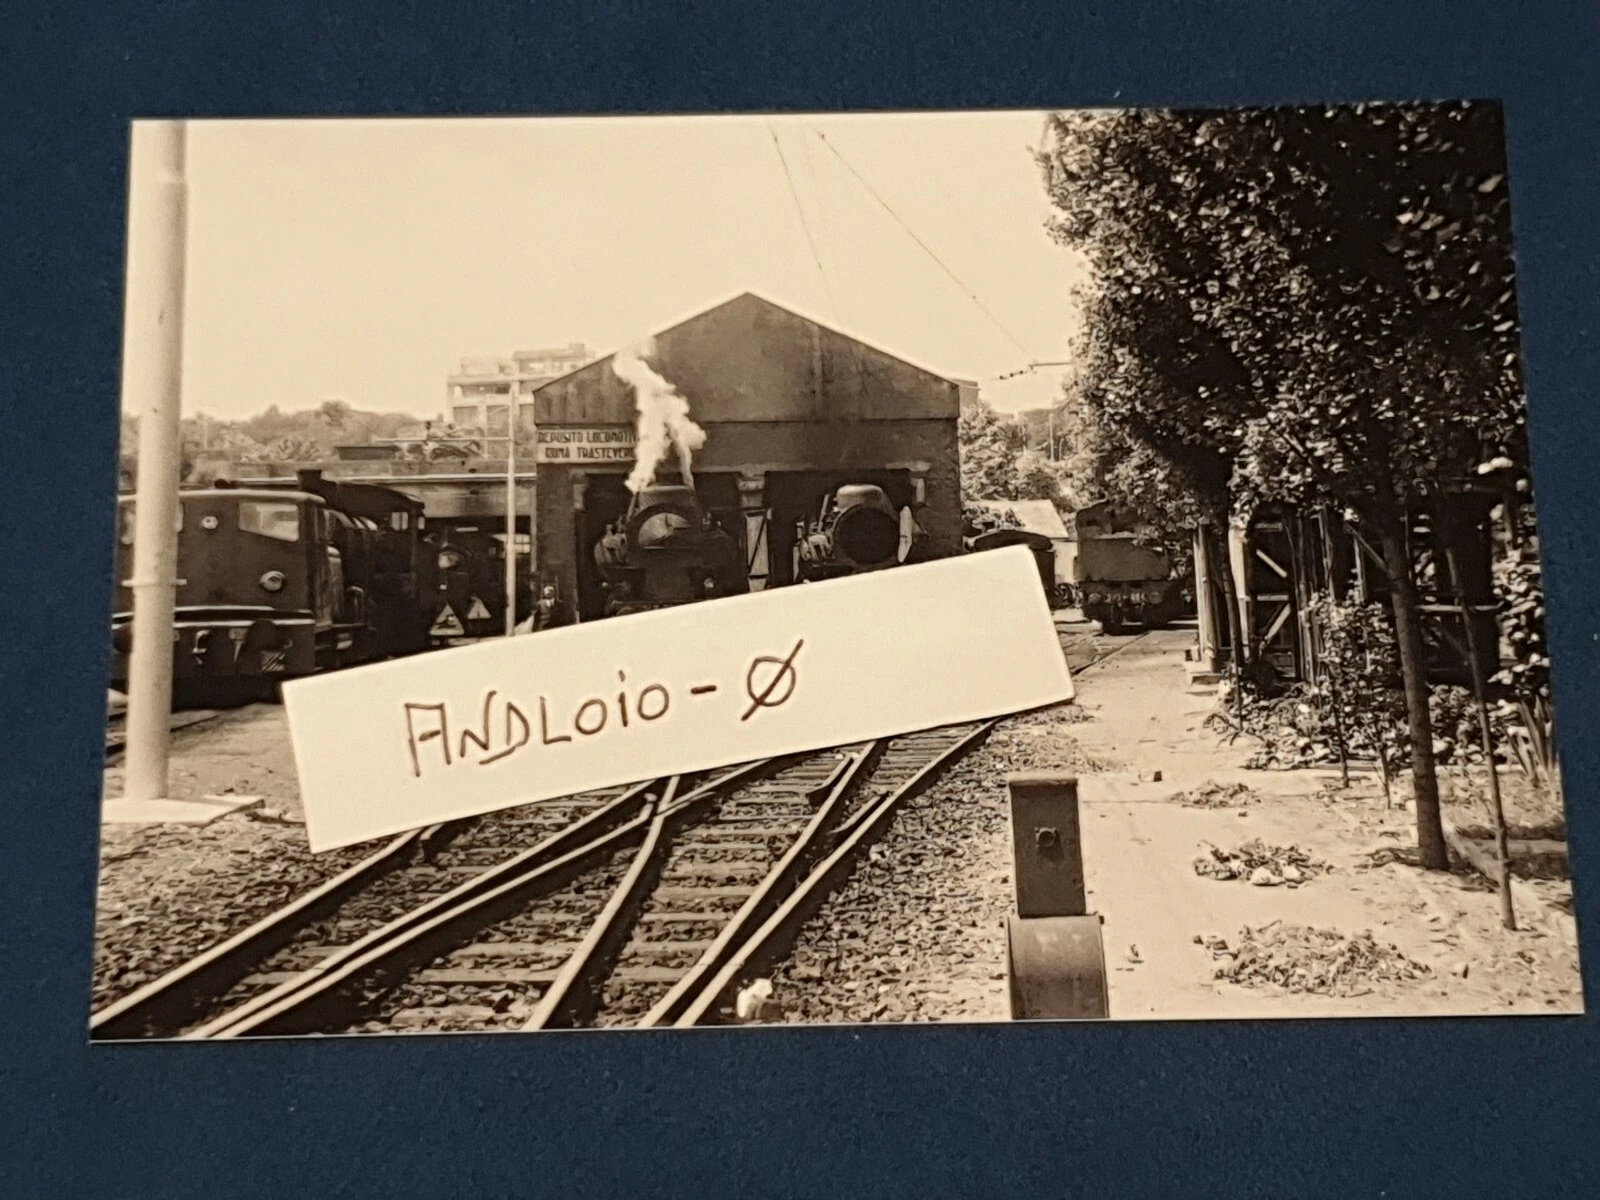 DEPOSITO LOCOMOTIV
ROMA TRASTEVERE
ANDLOiO - Ø